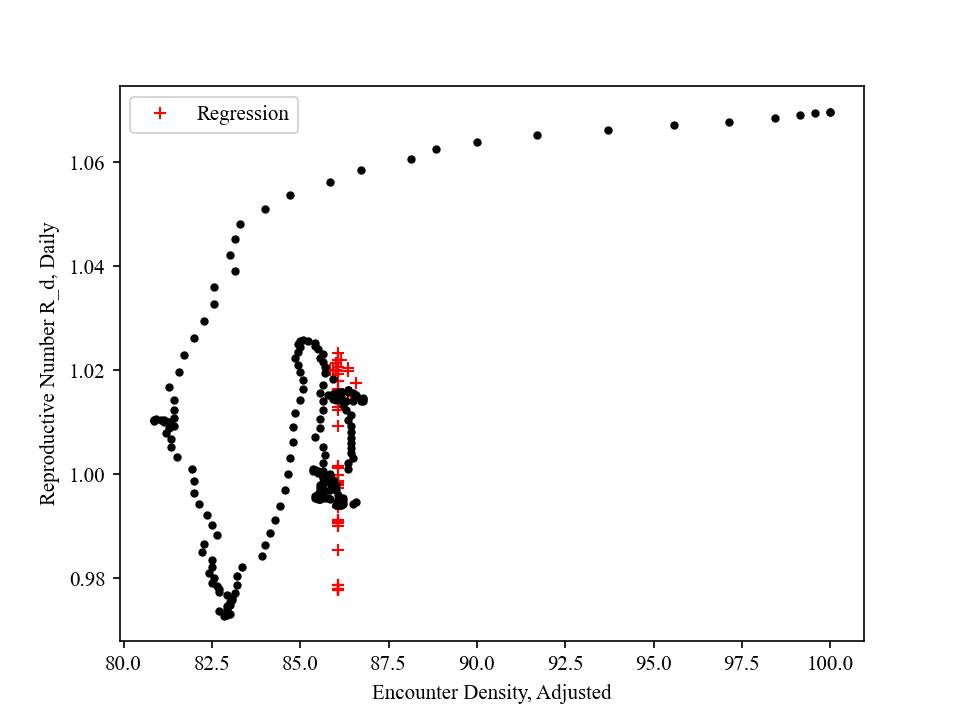 Regression
1.06
1.04
1.02
1.00
0.98
Reproductive Number R_d, Daily
80.0 82.5 85.0 87.5 90.0 92.5 95.0 97.5 100.0
Encounter Density, Adjusted